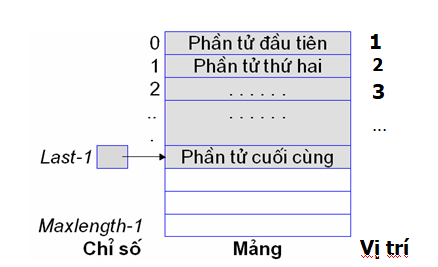 0 Phần tử đầu tiên 1
1 Phần tử thứ hai 2
2 . . . . . . 3
.. . . . . . . ...
.
Last-1 Phần tử cuối cùng
Maxlength-1
Chỉ số Mảng Vị trí